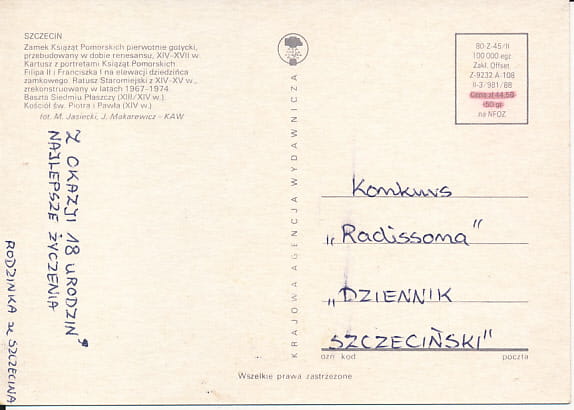 SZCZECIN
Zamek Książąt Pomorskich pierwotnie gotycki,
przebudowany w dobie renesansu, XIV-XVII w.
Kartusz z portretami Książąt Pomorskich
Filipa II i Franciszka I na elewacji dziedzińca
zamkowego. Ratusz Staromiejski z XIV-XV w.,
zrekonstruowany w latach 1967-1974
Baszta Siedmiu Płaszczy (XIII/XIV w.)
Kościół św. Piotra i Pawła (XIV w.)
fot. M. Jasiecki, J. Makarewicz - KAW
80-Z-45/II
100 000 egz.
Zakł. Offset.
Z-9232 A-108
II-3/981/88
Cena zł 44,50
+50 gr
na NFOZ
KRAJOWA AGENCJA WYDAWNICZA
Z OKAZJI 18 URODZIN
NAJLEPSZE ŻYCZENIA
RODZINKA z SZCZECINA
Konkurs
„Radissona"
„DZIENNIK
SZCZECIŃSKI"
ozn kod poczta
Wszelkie prawa zastrzeżone